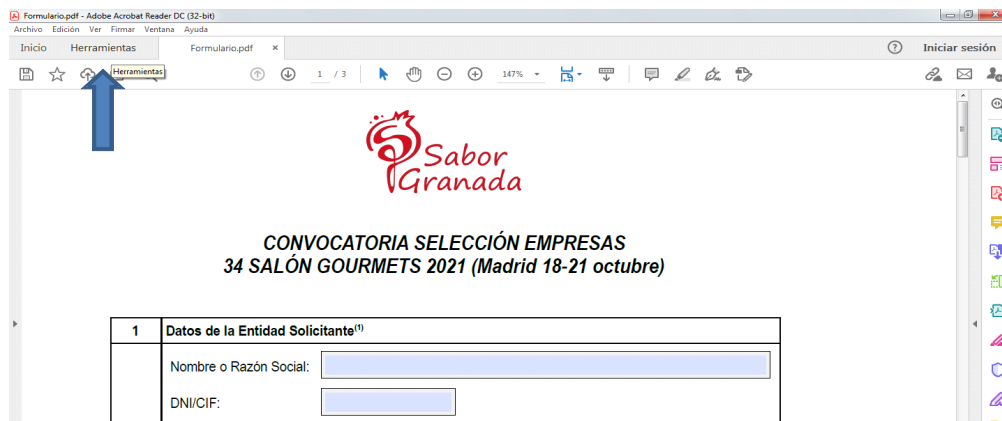 Formulario.pdf - Adobe Acrobat Reader DC (32-bit)
Archivo Edición Ver Firmar Ventana Ayuda
Inicio Herramientas Formulario.pdf × ? Iniciar sesión
Herramientas 1 / 3 147%
Sabor
Granada
CONVOCATORIA SELECCIÓN EMPRESAS
34 SALÓN GOURMETS 2021 (Madrid 18-21 octubre)
1 Datos de la Entidad Solicitante(1)
Nombre o Razón Social:
DNI/CIF: